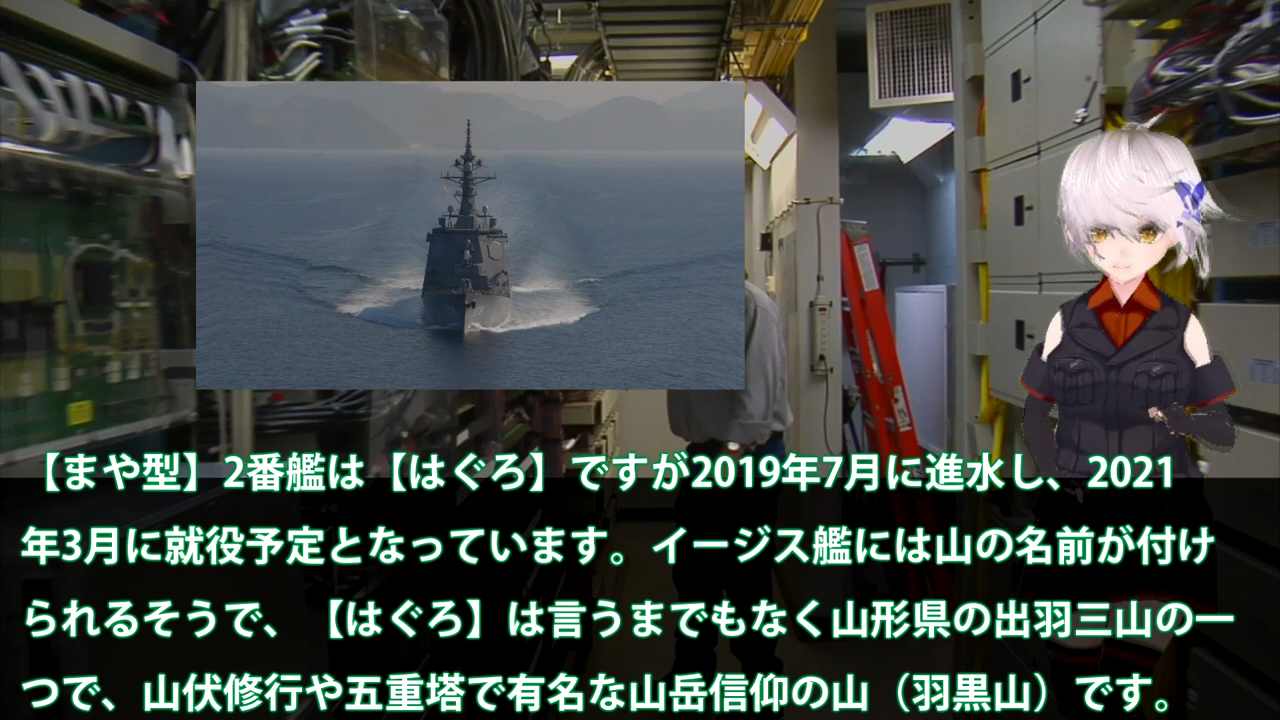 【まや型】2番艦は【はぐろ】ですが2019年7月に進水し、2021
年3月に就役予定となっています。イージス艦には山の名前が付け
られるそうで、【はぐろ】は言うまでもなく山形県の出羽三山の一
つで、山伏修行や五重塔で有名な山岳信仰の山（羽黒山）です。